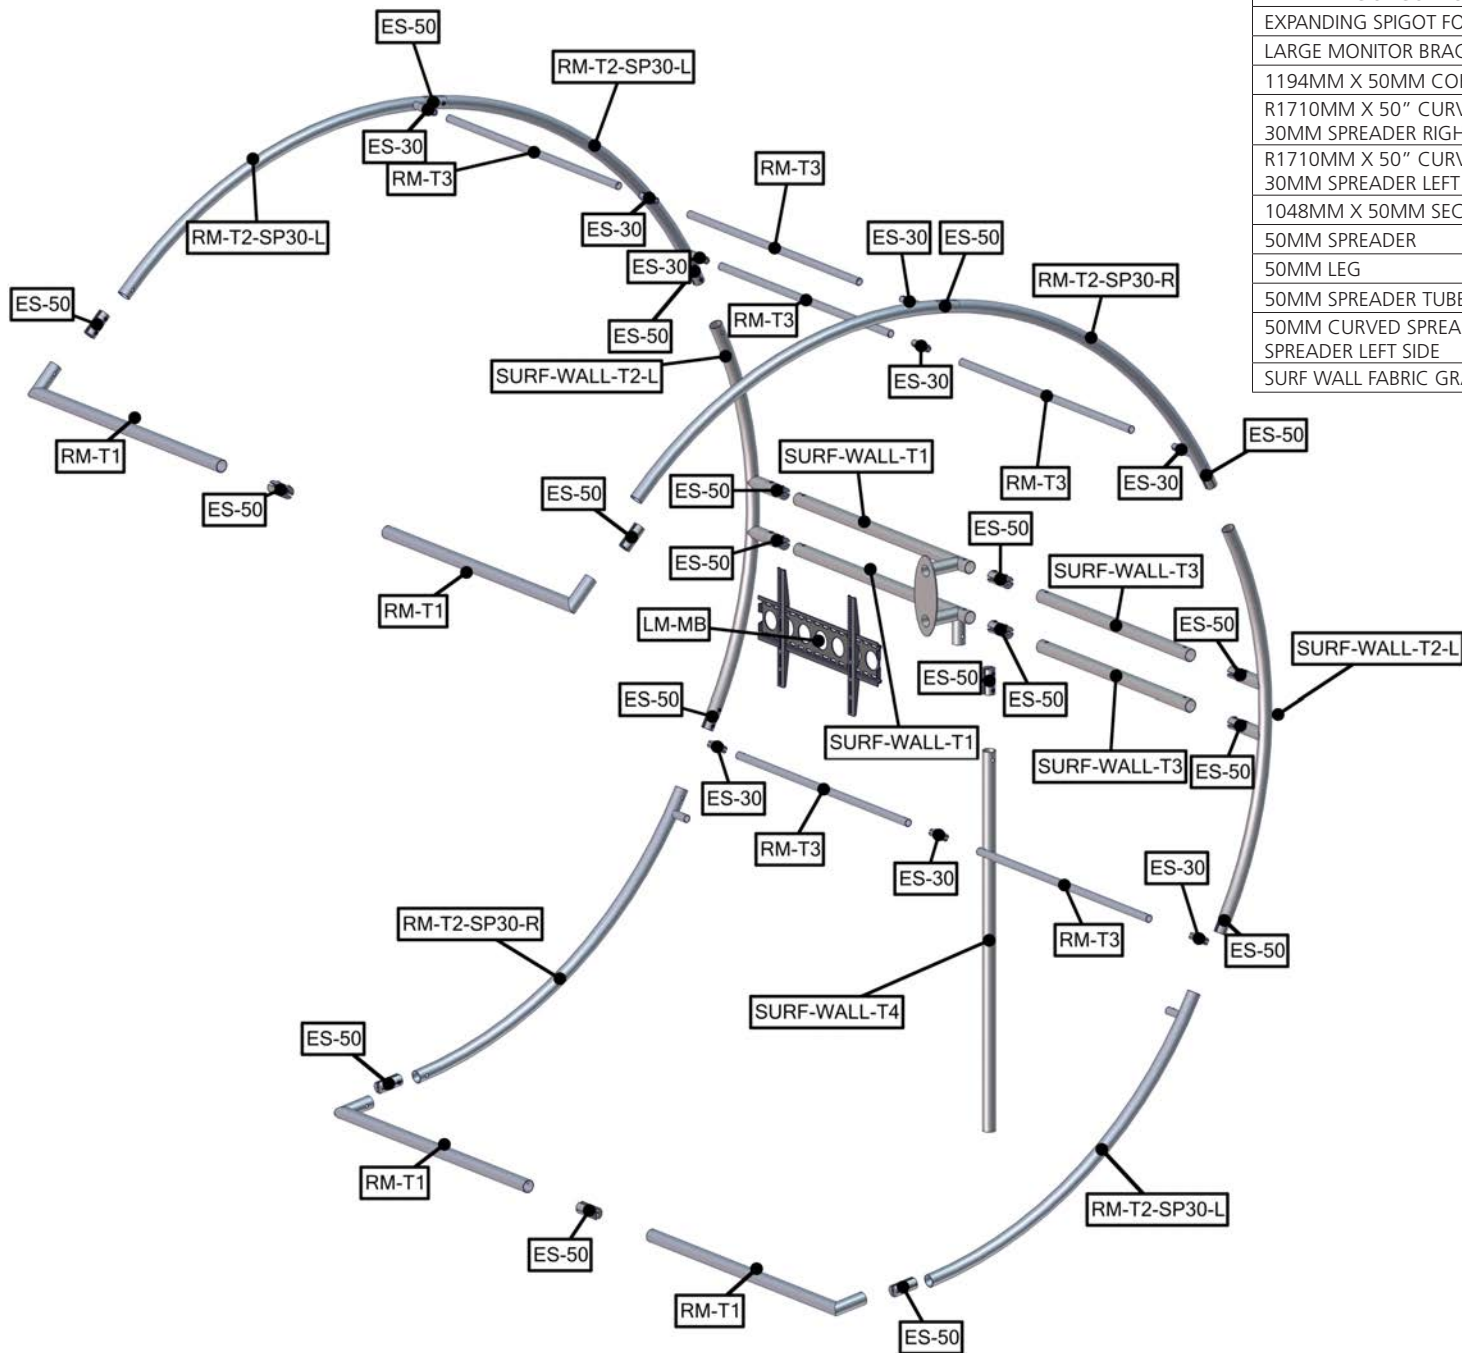 EXPANDING SPIGOT FO
LARGE MONITOR BRAC
1194MM X 50MM CO
R1710MM X 50” CURV
30MM SPREADER RIGH
R1710MM X 50” CURV
30MM SPREADER LEFT
1048MM X 50MM SEC
50MM SPREADER
50MM LEG
50MM SPREADER TUBE
50MM CURVED SPREA
SPREADER LEFT SIDE
SURF WALL FABRIC GRA
ES-50
RM-T2-SP30-L
ES-30
RM-T3
RM-T2-SP30-L
RM-T3
ES-30
ES-30
ES-50
RM-T2-SP30-R
ES-30
ES-50
RM-T3
ES-50
SURF-WALL-T2-L
ES-30
RM-T1
ES-50
SURF-WALL-T1
RM-T3
ES-30
ES-50
ES-50
ES-50
ES-50
ES-50
ES-50
SURF-WALL-T3
RM-T1
LM-MB
ES-50
SURF-WALL-T2-L
ES-50
ES-50
ES-50
SURF-WALL-T1
SURF-WALL-T3
ES-50
ES-30
RM-T3
ES-30
ES-30
RM-T2-SP30-R
RM-T3
ES-50
SURF-WALL-T4
ES-50
RM-T1
RM-T2-SP30-L
ES-50
RM-T1
ES-50